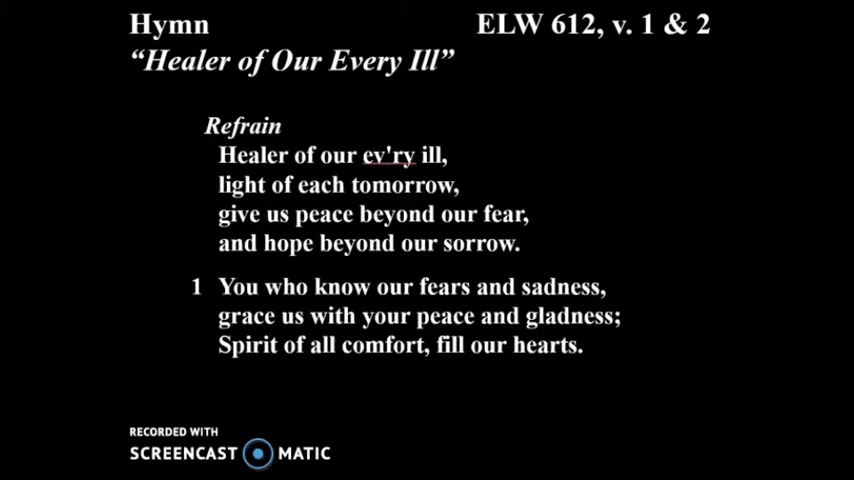 Hymn ELW 612, v. 1 & 2
“Healer of Our Every Ill”
Refrain
Healer of our ev'ry ill,
light of each tomorrow,
give us peace beyond our fear,
and hope beyond our sorrow.
1 You who know our fears and sadness,
grace us with your peace and gladness;
Spirit of all comfort, fill our hearts.
RECORDED WITH
SCREENCAST MATIC